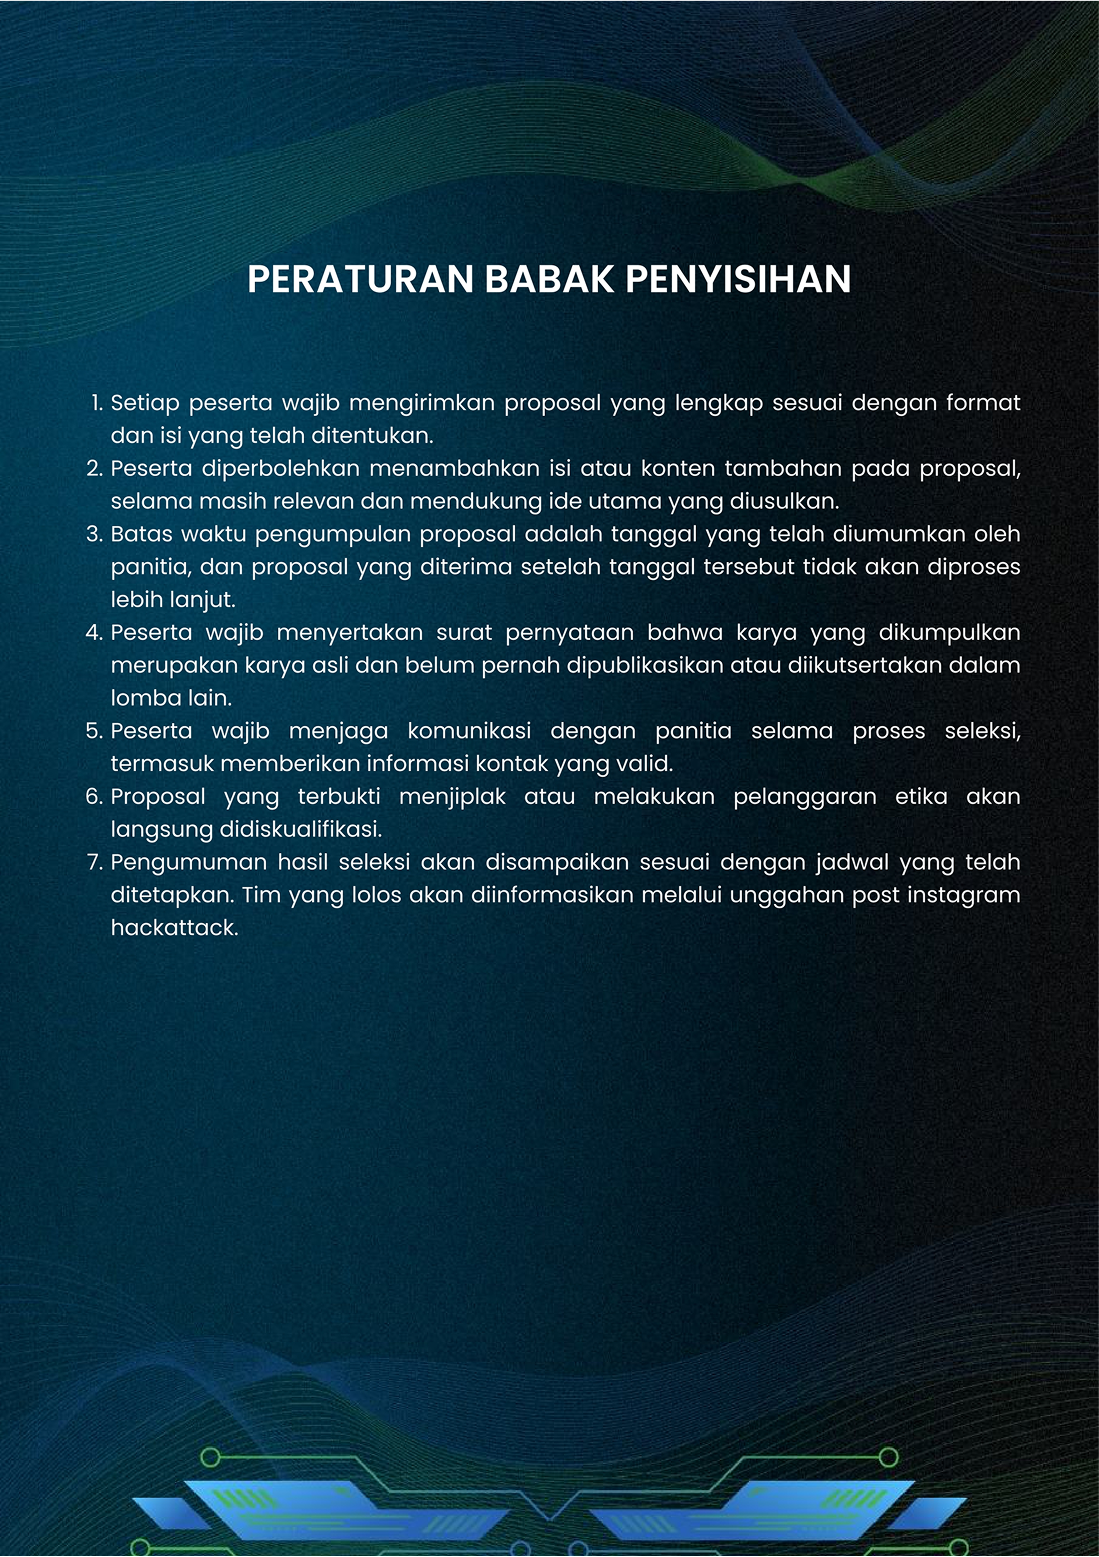 PERATURAN BABAK PENYISIHAN
1. Setiap peserta wajib mengirimkan proposal yang lengkap sesuai dengan format
dan isi yang telah ditentukan.
2. Peserta diperbolehkan menambahkan isi atau konten tambahan pada proposal,
selama masih relevan dan mendukung ide utama yang diusulkan.
3. Batas waktu pengumpulan proposal adalah tanggal yang telah diumumkan oleh
panitia, dan proposal yang diterima setelah tanggal tersebut tidak akan diproses
lebih lanjut.
4. Peserta wajib menyertakan surat pernyataan bahwa karya yang dikumpulkan
merupakan karya asli dan belum pernah dipublikasikan atau diikutsertakan dalam
lomba lain.
5. Peserta wajib menjaga komunikasi dengan panitia selama proses seleksi,
termasuk memberikan informasi kontak yang valid.
6. Proposal yang terbukti menjiplak atau melakukan pelanggaran etika akan
langsung didiskualifikasi.
7. Pengumuman hasil seleksi akan disampaikan sesuai dengan jadwal yang telah
ditetapkan. Tim yang lolos akan diinformasikan melalui unggahan post instagram
hackattack.